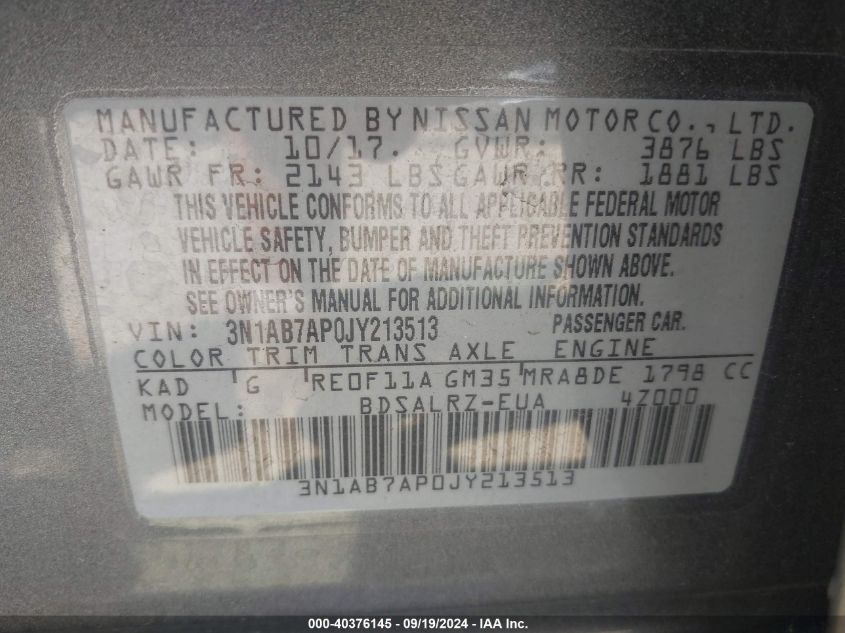 MANUFACTURED BY NISSAN MOTOR CO., LTD.
DATE: 10/17. GVWR: 3876 LBS
GAWR FR: 2143 LBS GAWR RR: 1881 LBS
THIS VEHICLE CONFORMS TO ALL APPLICABLE FEDERAL MOTOR
VEHICLE SAFETY, BUMPER AND THEFT PREVENTION STANDARDS
IN EFFECT ON THE DATE OF MANUFACTURE SHOWN ABOVE.
SEE OWNER'S MANUAL FOR ADDITIONAL INFORMATION.
VIN: 3N1AB7AP0JY213513 PASSENGER CAR.
COLOR TRIM TRANS AXLE ENGINE
KAD G RE0F11A GM35 MRA8DE 1798 CC
MODEL: BDSALRZ-EUA 4Z000
3N1AB7AP0JY213513
000-40376145 - 09/19/2024 - IAA Inc.